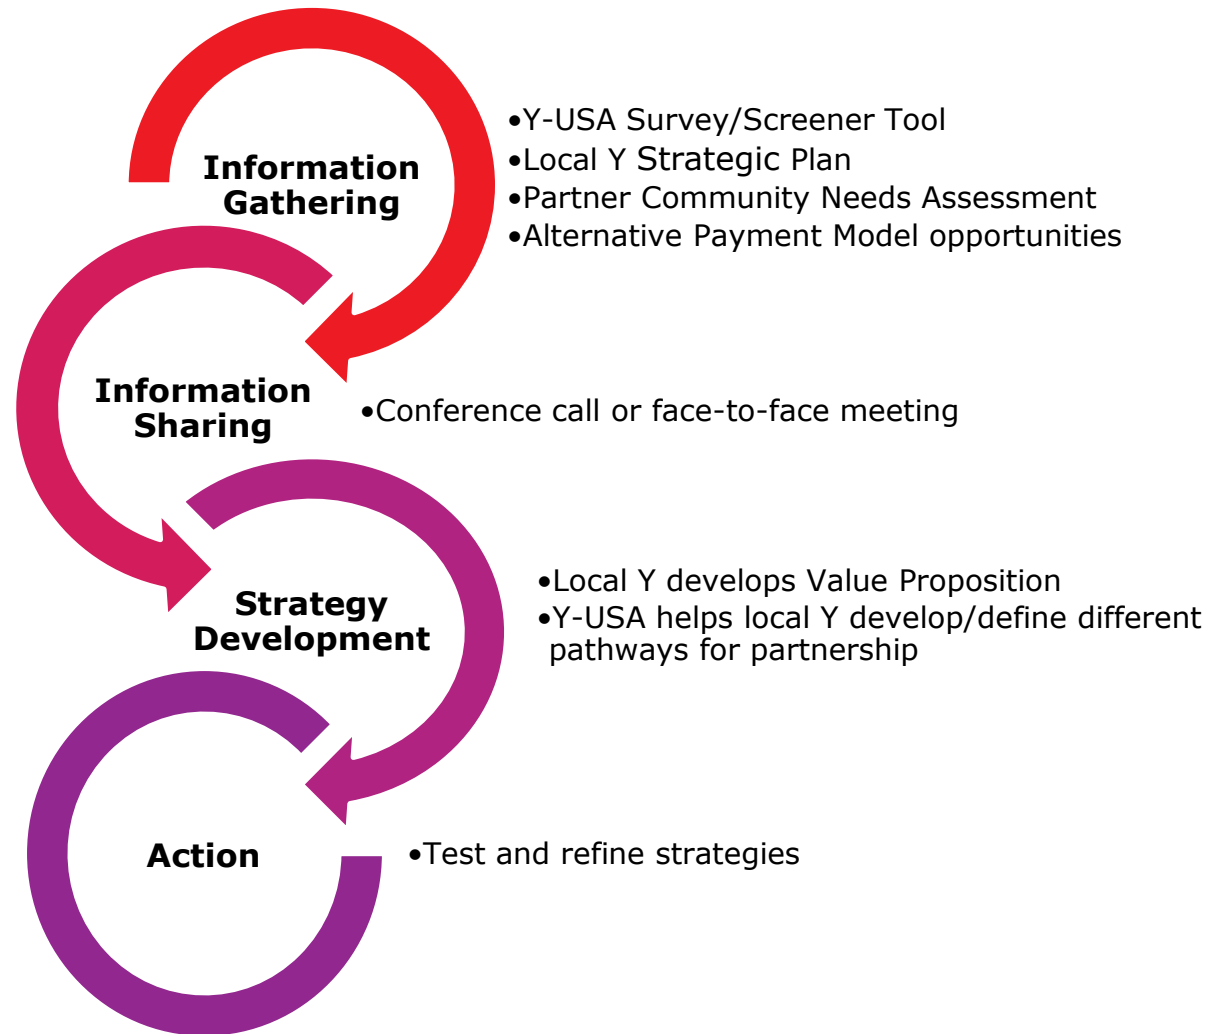 Information
Gathering
•Y-USA Survey/Screener Tool
•Local Y Strategic Plan
•Partner Community Needs Assessment
•Alternative Payment Model opportunities
Information
Sharing
•Conference call or face-to-face meeting
Strategy
Development
•Local Y develops Value Proposition
•Y-USA helps local Y develop/define different
pathways for partnership
Action
•Test and refine strategies